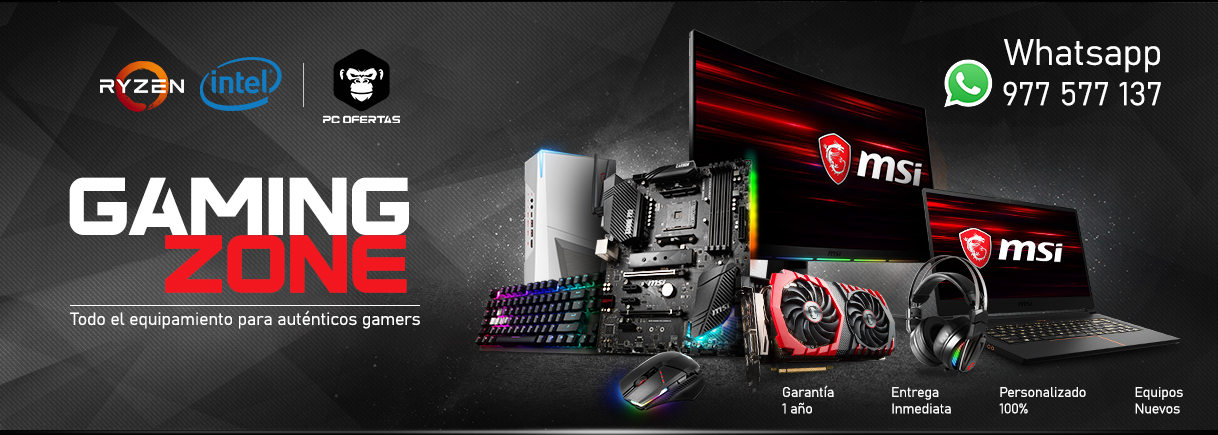 RYZEN
intel
PC OFERTAS
GAMING
ZONE
Todo el equipamiento para auténticos gamers
Whatsapp
977 577 137
msi
msi
msi
Garantía
1 año
Entrega
Inmediata
Personalizado
100%
Equipos
Nuevos